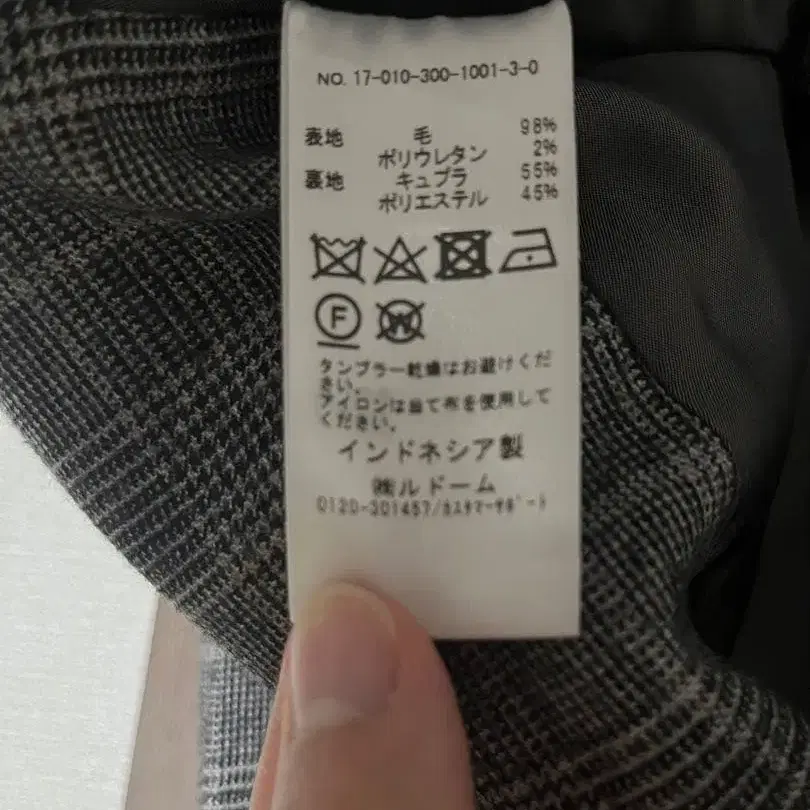 NO. 17-010-300-1001-3-0
表地 毛 98%
ポリウレタン 2%
裏地 キュプラ 55%
ポリエステル 45%
F W
タンブラー乾燥はお避けくだ
さい。
アイロンは当て布を使用して
ください。
インドネシア製
㈱ルドーム
0120-301457/ｶｽﾀﾏｰｻﾎﾟｰﾄ